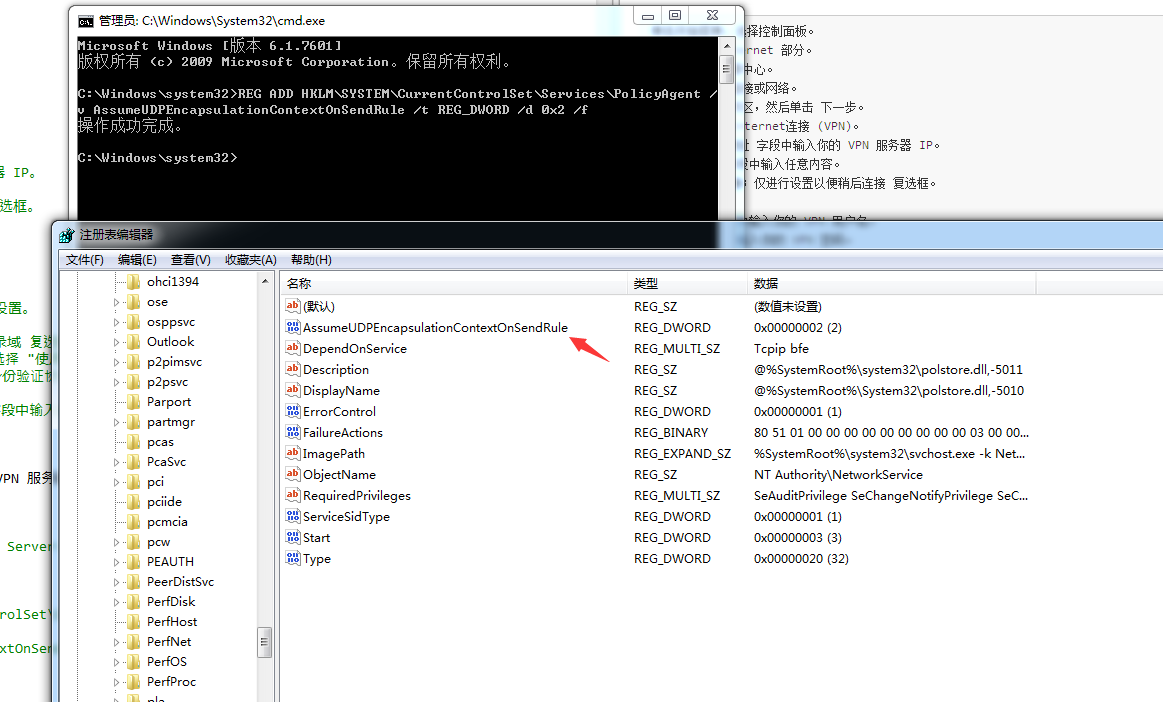 管理员: C:\Windows\System32\cmd.exe
Microsoft Windows [版本 6.1.7601]
版权所有 (c) 2009 Microsoft Corporation。保留所有权利。
C:\Windows\system32>REG ADD HKLM\SYSTEM\CurrentControlSet\Services\PolicyAgent /
v AssumeUDPEncapsulationContextOnSendRule /t REG_DWORD /d 0x2 /f
操作成功完成。
C:\Windows\system32>
择控制面板。
rnet 部分。
中心。
接或网络。
区，然后单击 下一步。
ternet连接 (VPN)。
址 字段中输入你的 VPN 服务器 IP。
段中输入任意内容。
仅进行设置以便稍后连接 复选框。
输入你的 VPN 用户名
器 IP。
选框。
设置。
录域 复选
选择 "使
份验证协
字段中输入
VPN 服务
Server
rolSet\
xtOnSen
注册表编辑器
文件(F) 编辑(E) 查看(V) 收藏夹(A) 帮助(H)
ohci1394
ose
osppsvc
Outlook
p2pimsvc
p2psvc
Parport
partmgr
pcas
PcaSvc
pci
pciide
pcmcia
pcw
PEAUTH
PeerDistSvc
PerfDisk
PerfHost
PerfNet
PerfOS
PerfProc
pla
名称 类型 数据
(默认) REG_SZ (数值未设置)
AssumeUDPEncapsulationContextOnSendRule REG_DWORD 0x00000002 (2)
DependOnService REG_MULTI_SZ Tcpip bfe
Description REG_SZ @%SystemRoot%\system32\polstore.dll,-5011
DisplayName REG_SZ @%SystemRoot%\System32\polstore.dll,-5010
ErrorControl REG_DWORD 0x00000001 (1)
FailureActions REG_BINARY 80 51 01 00 00 00 00 00 00 00 00 00 03 00 00...
ImagePath REG_EXPAND_SZ %SystemRoot%\system32\svchost.exe -k Net...
ObjectName REG_SZ NT Authority\NetworkService
RequiredPrivileges REG_MULTI_SZ SeAuditPrivilege SeChangeNotifyPrivilege SeC...
ServiceSidType REG_DWORD 0x00000001 (1)
Start REG_DWORD 0x00000003 (3)
Type REG_DWORD 0x00000020 (32)